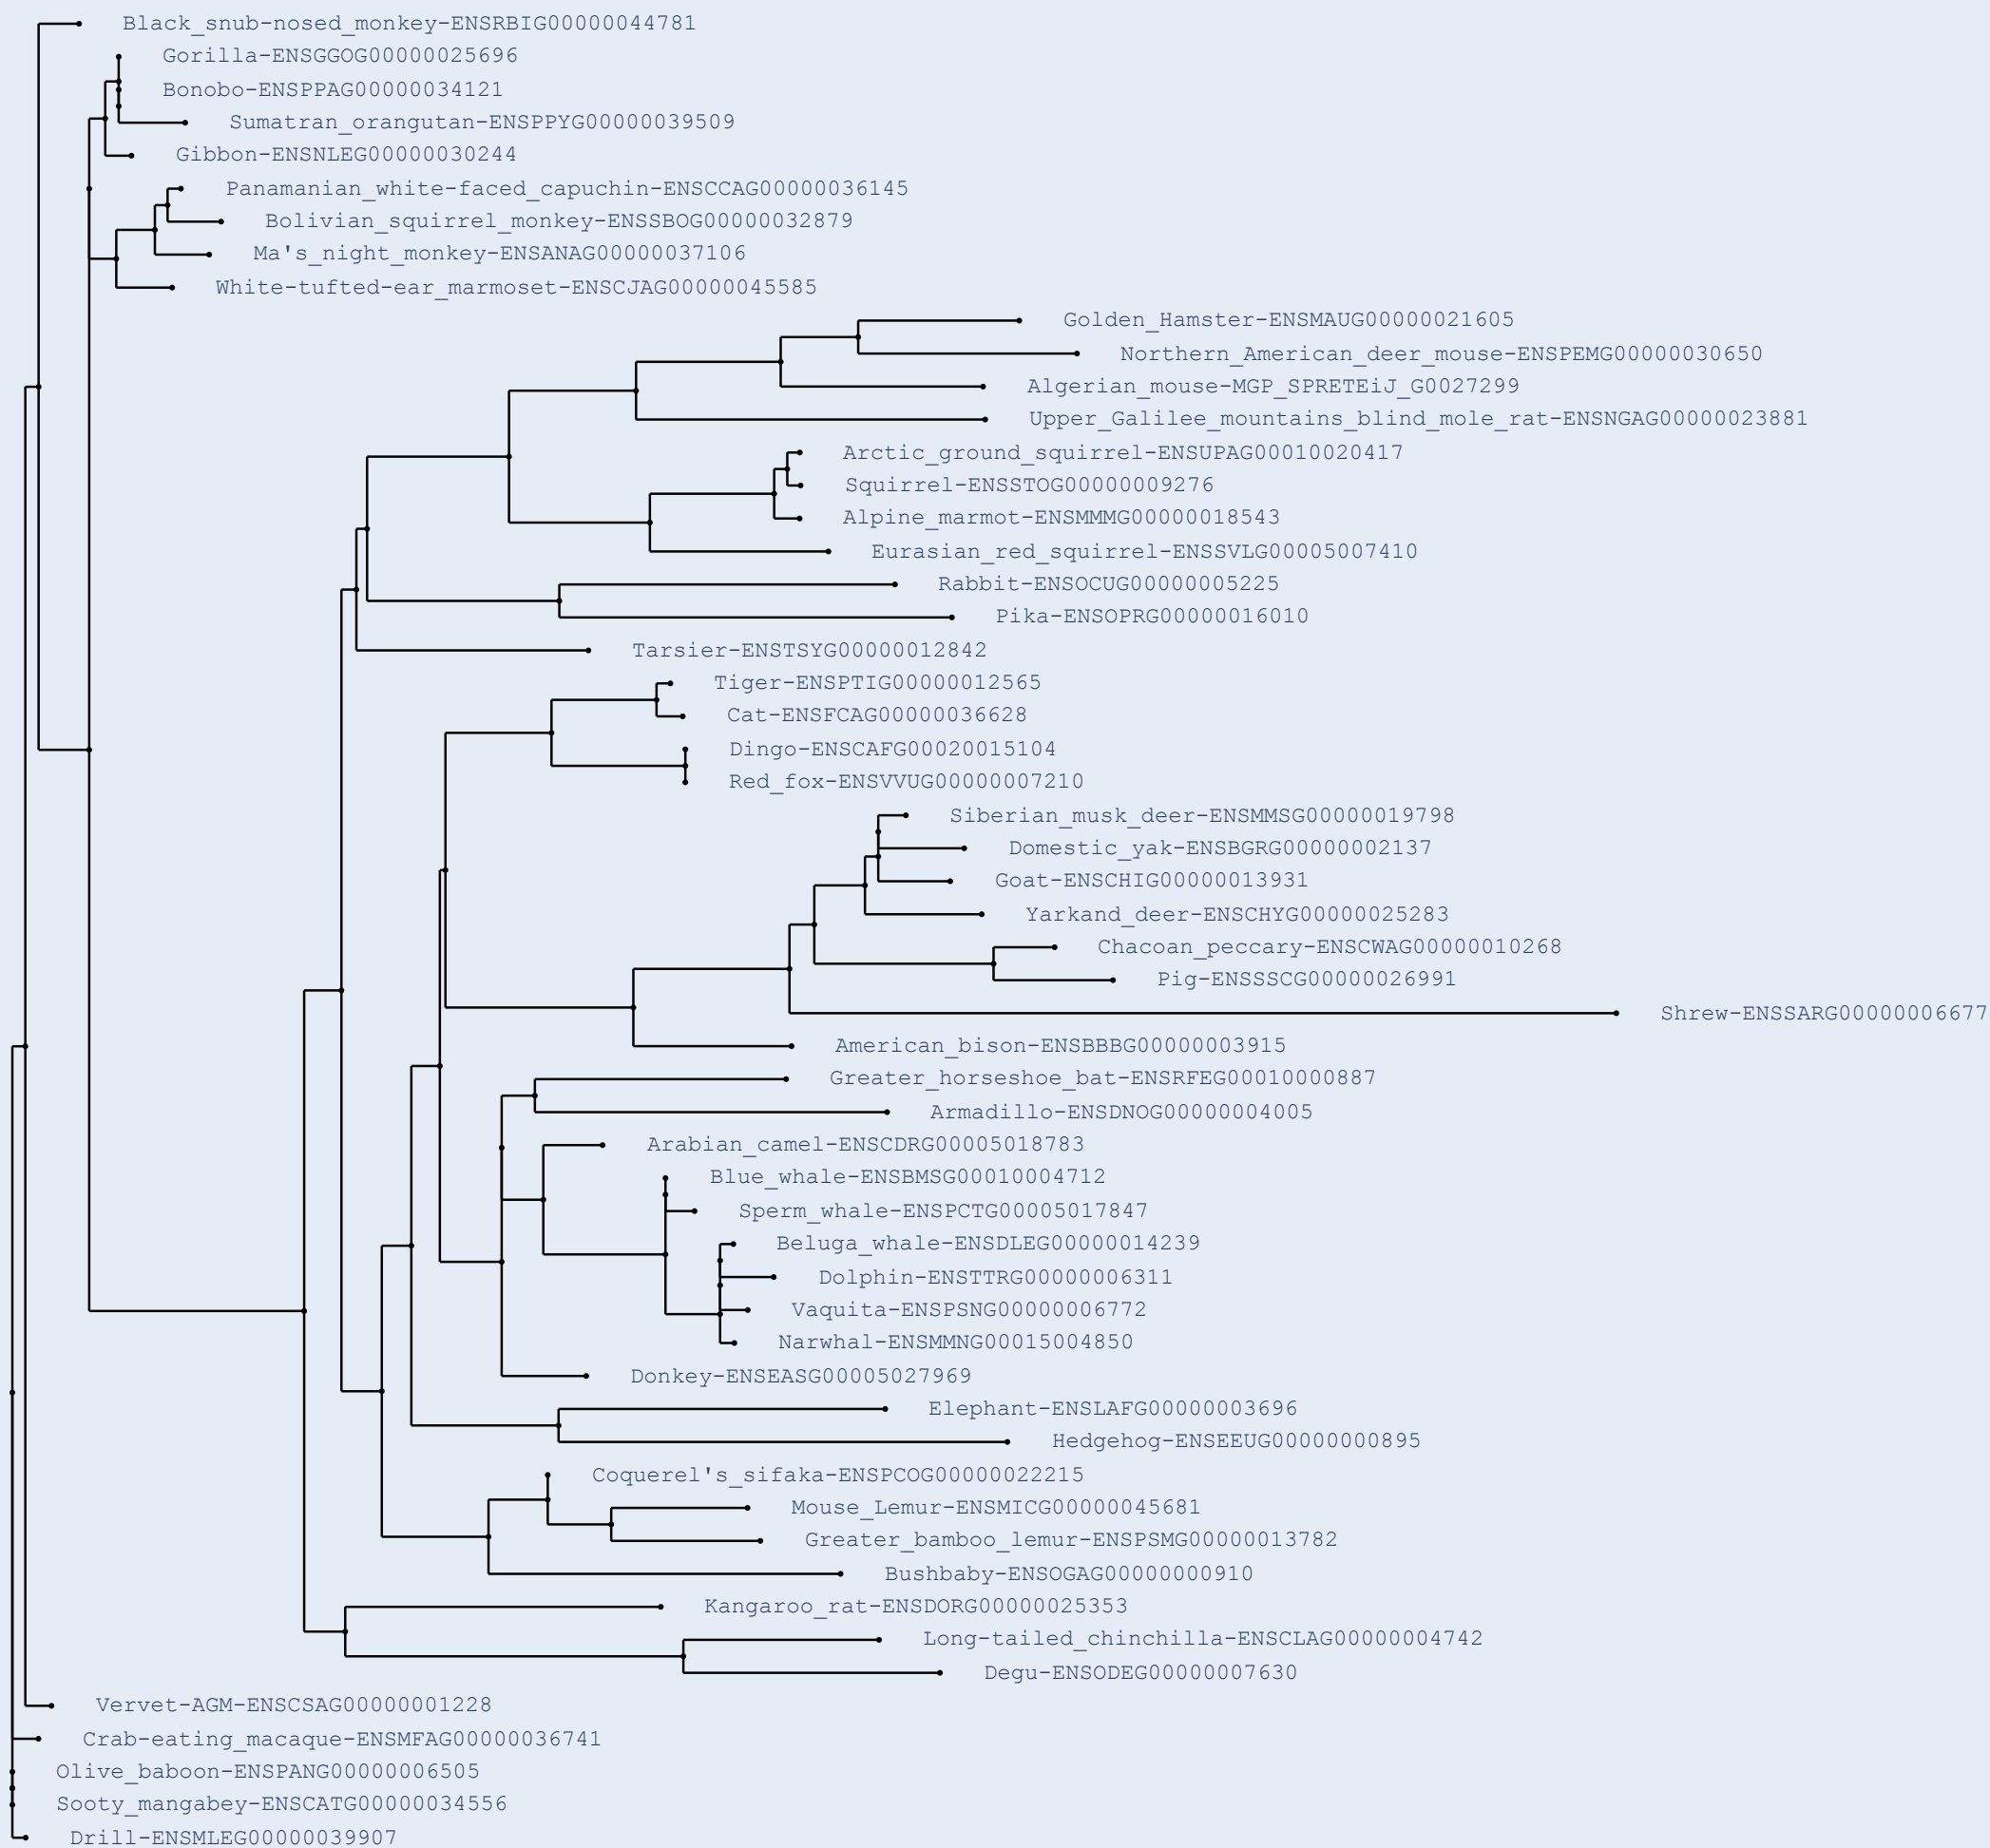 Black_snub-nosed_monkey-ENSRBIG00000044781
Gorilla-ENSGGOG00000025696
Bonobo-ENSPPAG00000034121
Sumatran_orangutan-ENSPPYG00000039509
Gibbon-ENSNLEG00000030244
Panamanian_white-faced_capuchin-ENSCCAG00000036145
Bolivian_squirrel_monkey-ENSSBOG00000032879
Ma's_night_monkey-ENSANAG00000037106
White-tufted-ear_marmoset-ENSCJAG00000045585
Golden_Hamster-ENSMAUG00000021605
Northern_American_deer_mouse-ENSPEMG00000030650
Algerian_mouse-MGP_SPRETEiJ_G0027299
Upper_Galilee_mountains_blind_mole_rat-ENSNGAG00000023881
Arctic_ground_squirrel-ENSUPAG00010020417
Squirrel-ENSSTOG00000009276
Alpine_marmot-ENSMMMG00000018543
Eurasian_red_squirrel-ENSSVLG00005007410
Rabbit-ENSOCUG00000005225
Pika-ENSOPRG00000016010
Tarsier-ENSTSYG00000012842
Tiger-ENSPTIG00000012565
Cat-ENSFCAG00000036628
Dingo-ENSCAFG00020015104
Red_fox-ENSVVUG00000007210
Siberian_musk_deer-ENSMMSG00000019798
Domestic_yak-ENSBGRG00000002137
Goat-ENSCHIG00000013931
Yarkand_deer-ENSCHYG00000025283
Chacoan_peccary-ENSCWAG00000010268
Pig-ENSSSCG00000026991
Shrew-ENSSARG00000006677
American_bison-ENSBBBG00000003915
Greater_horseshoe_bat-ENSRFEG00010000887
Armadillo-ENSDNOG00000004005
Arabian_camel-ENSCDRG00005018783
Blue_whale-ENSBMSG00010004712
Sperm_whale-ENSPCTG00005017847
Beluga_whale-ENSDLEG00000014239
Dolphin-ENSTTRG00000006311
Vaquita-ENSPSNG00000006772
Narwhal-ENSMMNG00015004850
Donkey-ENSEASG00005027969
Elephant-ENSLAFG00000003696
Hedgehog-ENSEEUG00000000895
Coquerel's_sifaka-ENSPCOG00000022215
Mouse_Lemur-ENSMICG00000045681
Greater_bamboo_lemur-ENSPSMG00000013782
Bushbaby-ENSOGAG00000000910
Kangaroo_rat-ENSDORG00000025353
Long-tailed_chinchilla-ENSCLAG00000004742
Degu-ENSODEG00000007630
Vervet-AGM-ENSCSAG00000001228
Crab-eating_macaque-ENSMFAG00000036741
Olive_baboon-ENSPANG00000006505
Sooty_mangabey-ENSCATG00000034556
Drill-ENSMLEG00000039907